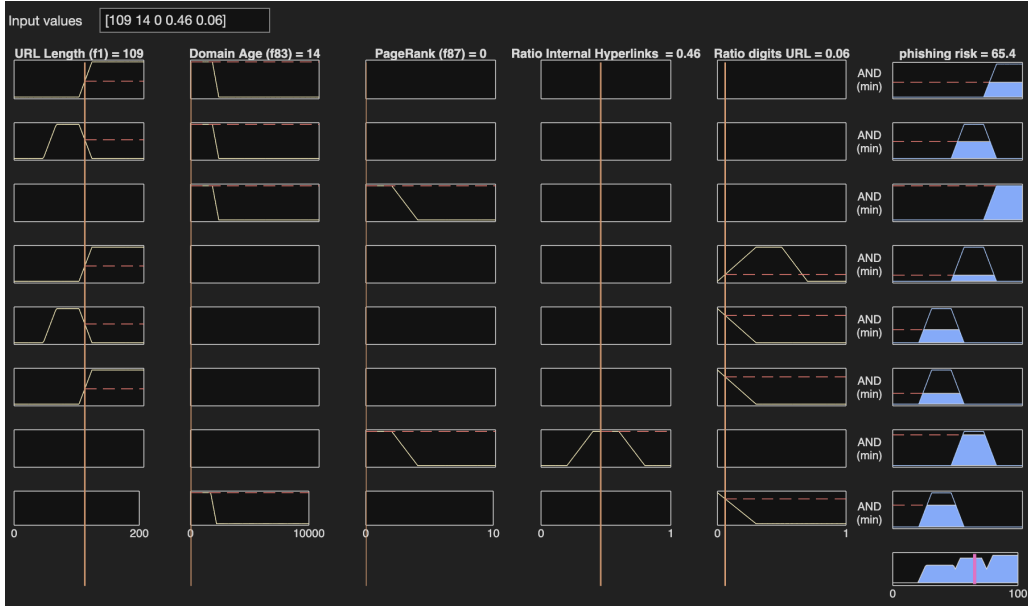 Input values [109 14 0 0.46 0.06]
URL Length (f1) = 109 Domain Age (f83) = 14 PageRank (f87) = 0 Ratio Internal Hyperlinks = 0.46 Ratio digits URL = 0.06 phishing risk = 65.4
AND
(min)
AND
(min)
AND
(min)
AND
(min)
AND
(min)
AND
(min)
AND
(min)
AND
(min)
0 200 0 10000 0 10 0 1 0 1
0 100